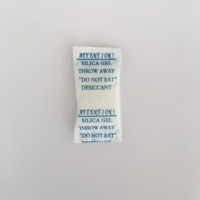 ATTENTION!
SILICA GEL
THROW AWAY
"DO NOT EAT"
DESICCANT
ATTENTION!
SILICA GEL
THROW AWAY
"DO NOT EAT"
DESICCANT